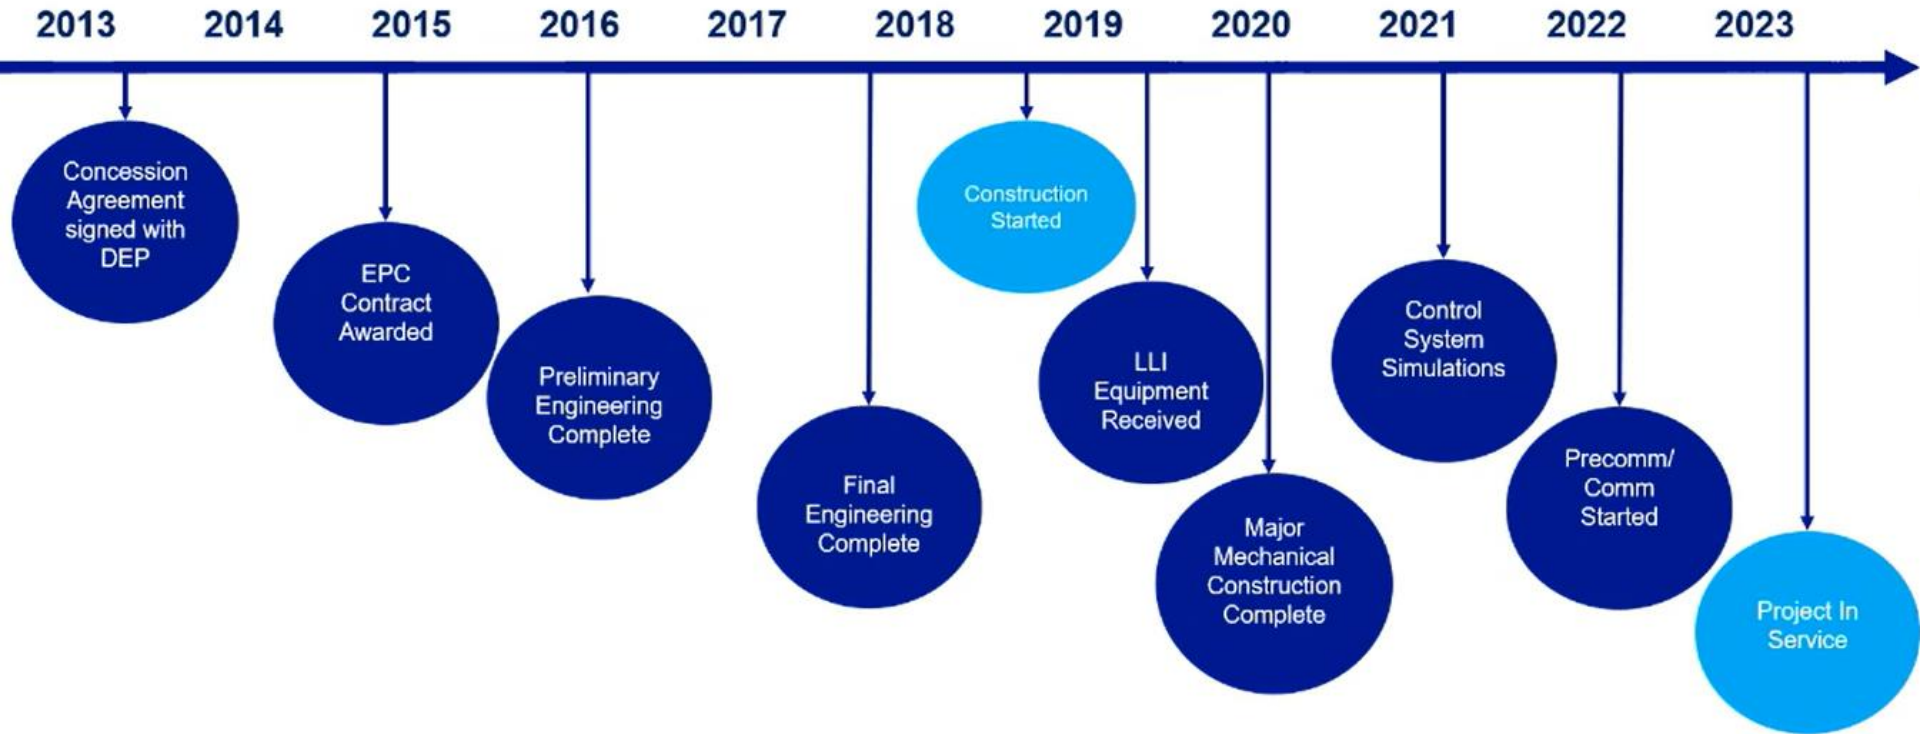 2013 2014 2015 2016 2017 2018 2019 2020 2021 2022 2023
Concession
Agreement
signed with
DEP
EPC
Contract
Awarded
Preliminary
Engineering
Complete
Final
Engineering
Complete
Construction
Started
LLI
Equipment
Received
Major
Mechanical
Construction
Complete
Control
System
Simulations
Precomm/
Comm
Started
Project In
Service